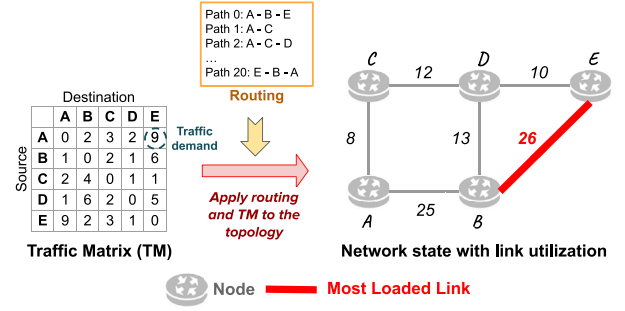 Path 0: A - B - E
Path 1: A - C
Path 2: A - C - D
...
Path 20: E - B - A
Routing
Destination
A B C D E
A 0 2 3 2 9
B 1 0 2 1 6
C 2 4 0 1 1
D 1 6 2 0 5
E 9 2 3 1 0
Source
Traffic
demand
Traffic Matrix (TM)
Apply routing
and TM to the
topology
C 12 D 10 E
8 13 26
A 25 B
Network state with link utilization
Node
Most Loaded Link